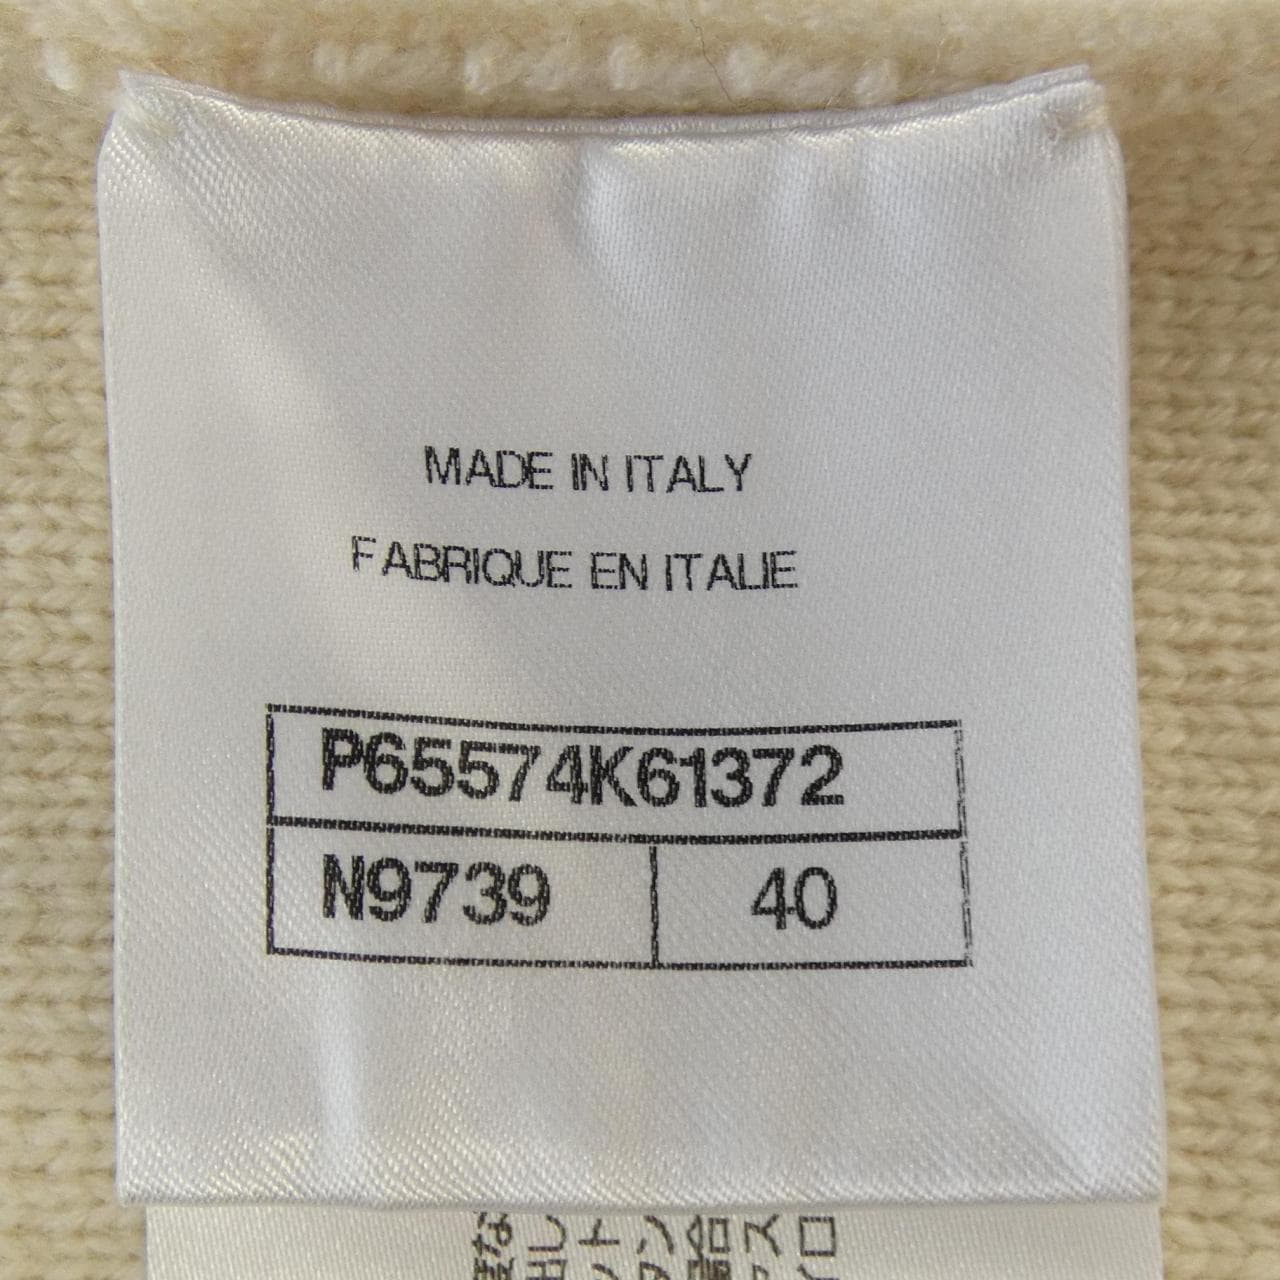 MADE IN ITALY
FABRIQUE EN ITALIE
P65574K61372
N9739 40